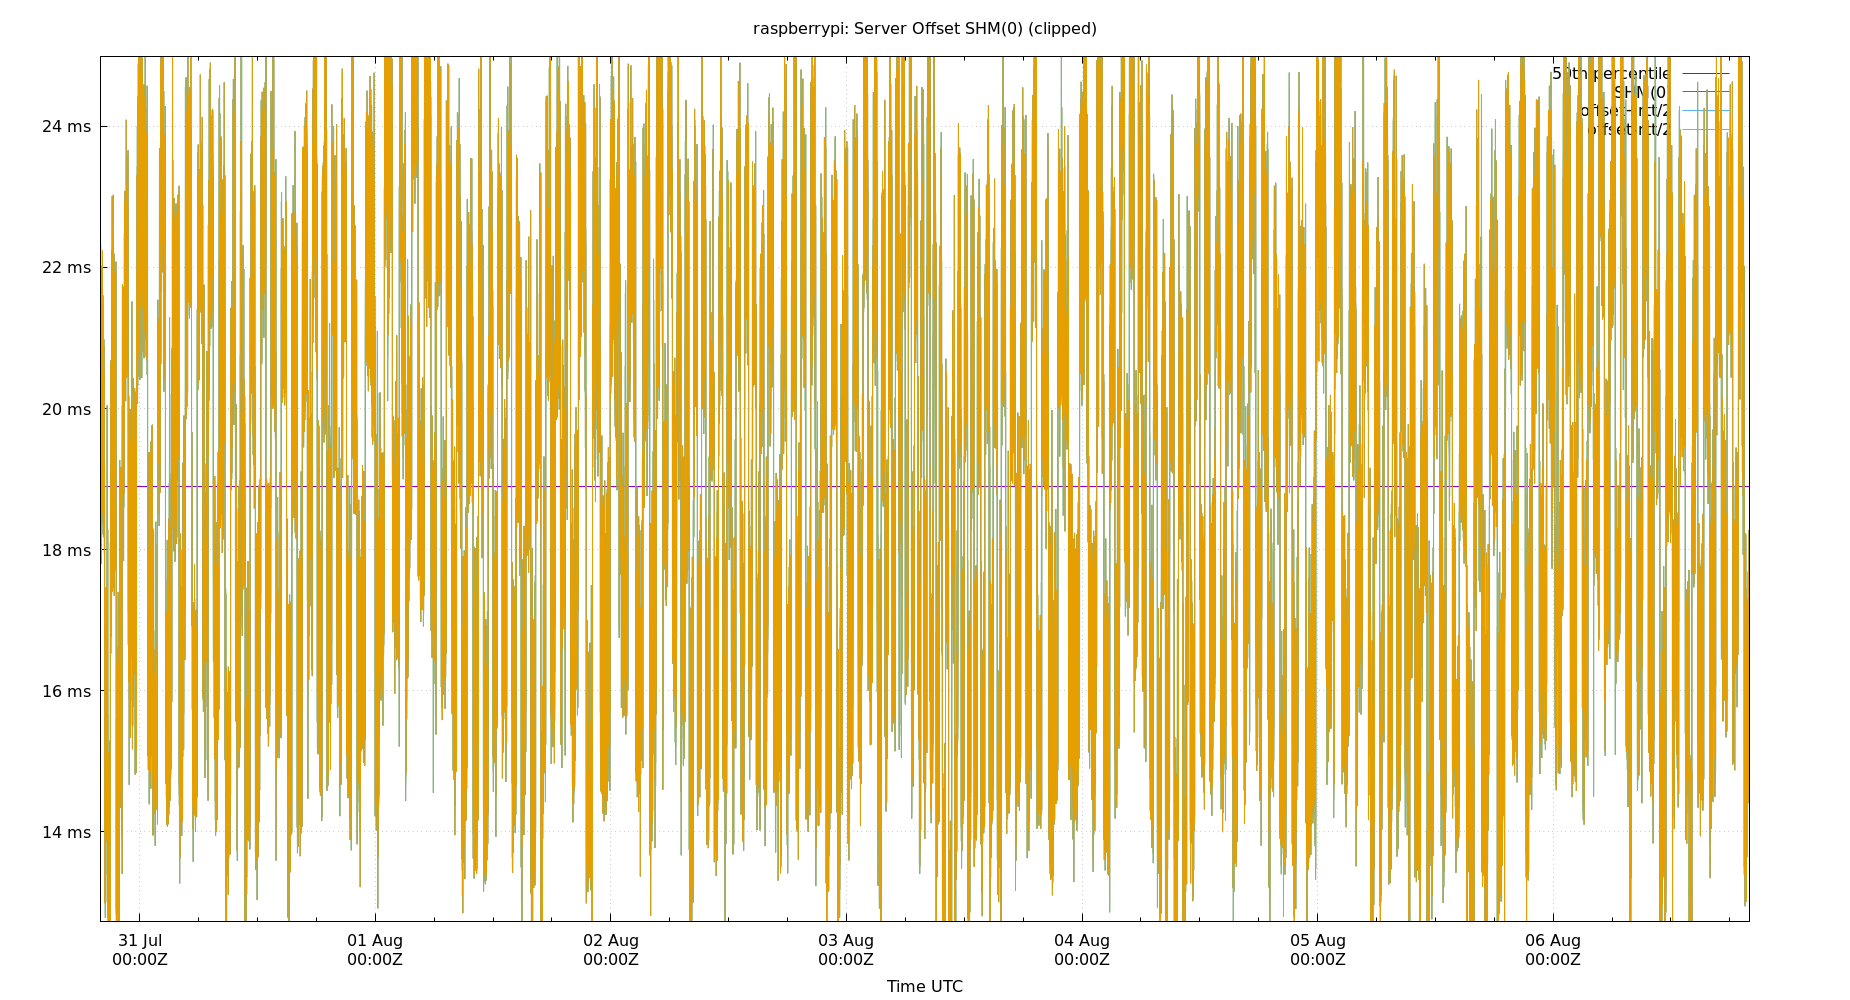 raspberrypi: Server Offset SHM(0) (clipped)
percentile
24 ms
22 ms
20 ms
18 ms
16 ms
14 ms
31 Jul 01 Aug 02 Aug 03 Aug 04 Aug 05 Aug 06 Aug
00:00Z 00:00Z 00:00Z 00:00Z 00:00Z 00:00Z 00:00Z
Time UTC